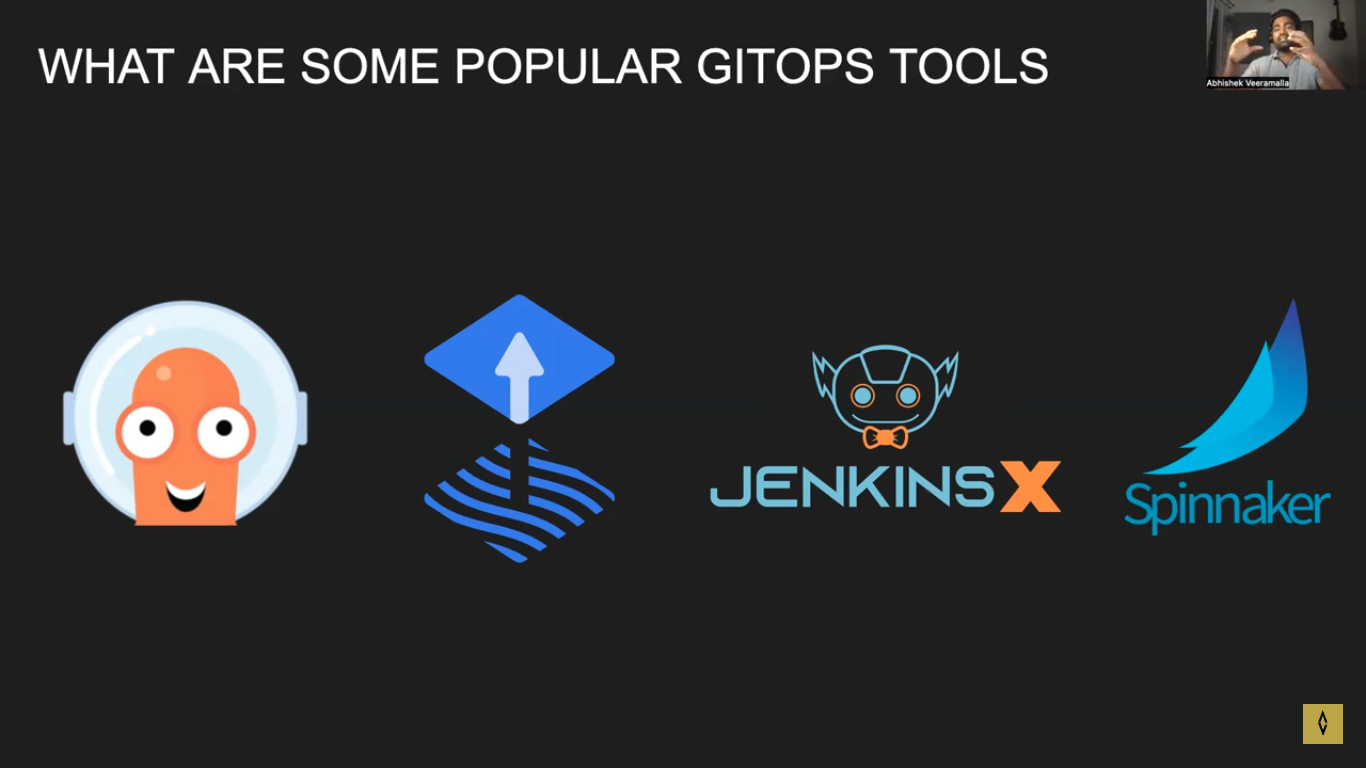 WHAT ARE SOME POPULAR GITOPS TOOLS
Abhishek Veeramalla
JENKINS X
Spinnaker